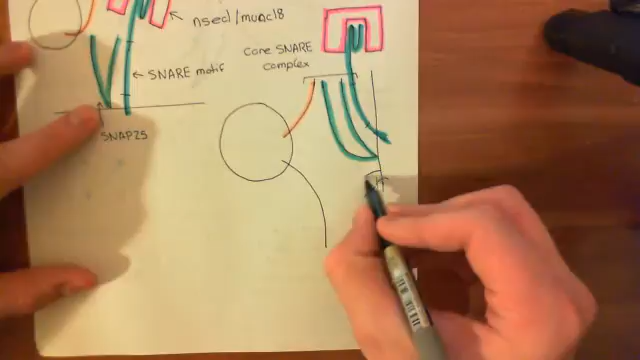 nsec1/munc18
SNARE motif
SNAP25
Core SNARE
complex